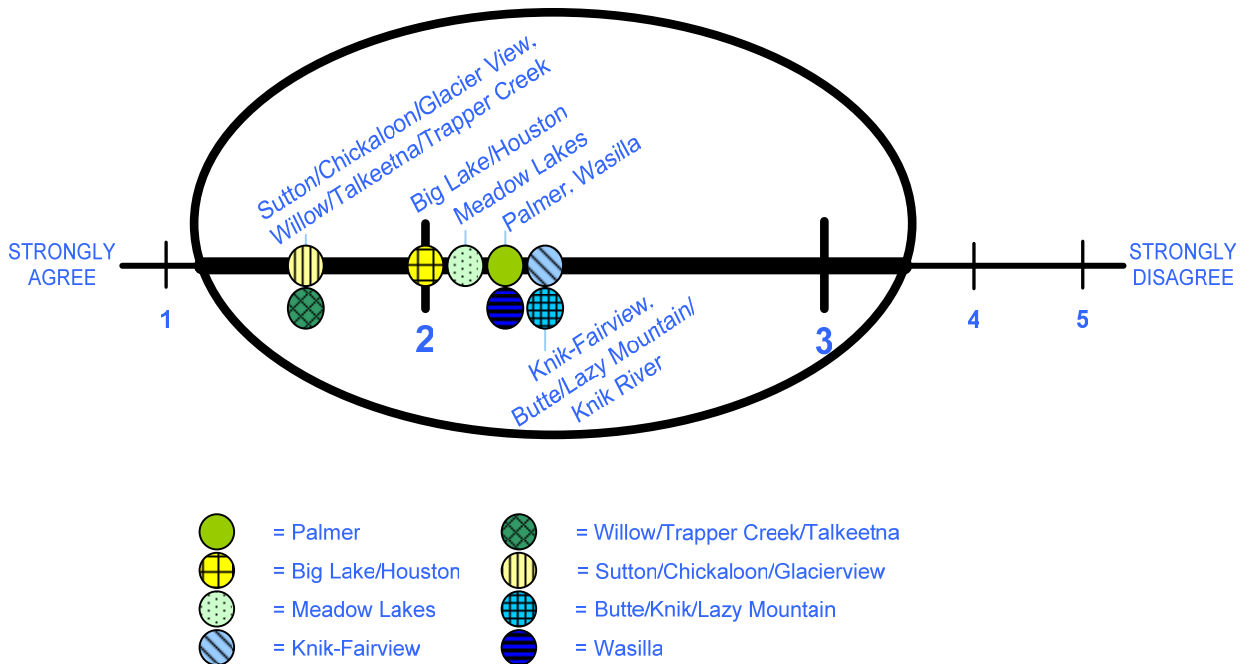 Sutton/Chickaloon/Glacier View,
Willow/Talkeetna/Trapper Creek
Big Lake/Houston
Meadow Lakes
Palmer. Wasilla
STRONGLY
AGREE
STRONGLY
DISAGREE
1
2
3
4
5
Knik-Fairview.
Butte/Lazy Mountain/
Knik River
= Palmer
= Willow/Trapper Creek/Talkeetna
= Big Lake/Houston
= Sutton/Chickaloon/Glacierview
= Meadow Lakes
= Butte/Knik/Lazy Mountain
= Knik-Fairview
= Wasilla